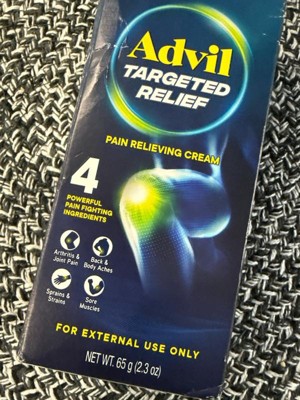 Advil
TARGETED
RELIEF
PAIN RELIEVING CREAM
4
POWERFUL
PAIN FIGHTING
INGREDIENTS
Arthritis &
Joint Pain
Back &
Body Aches
Sprains &
Strains
Sore
Muscles
FOR EXTERNAL USE ONLY
NET WT. 65 g (2.3 oz)